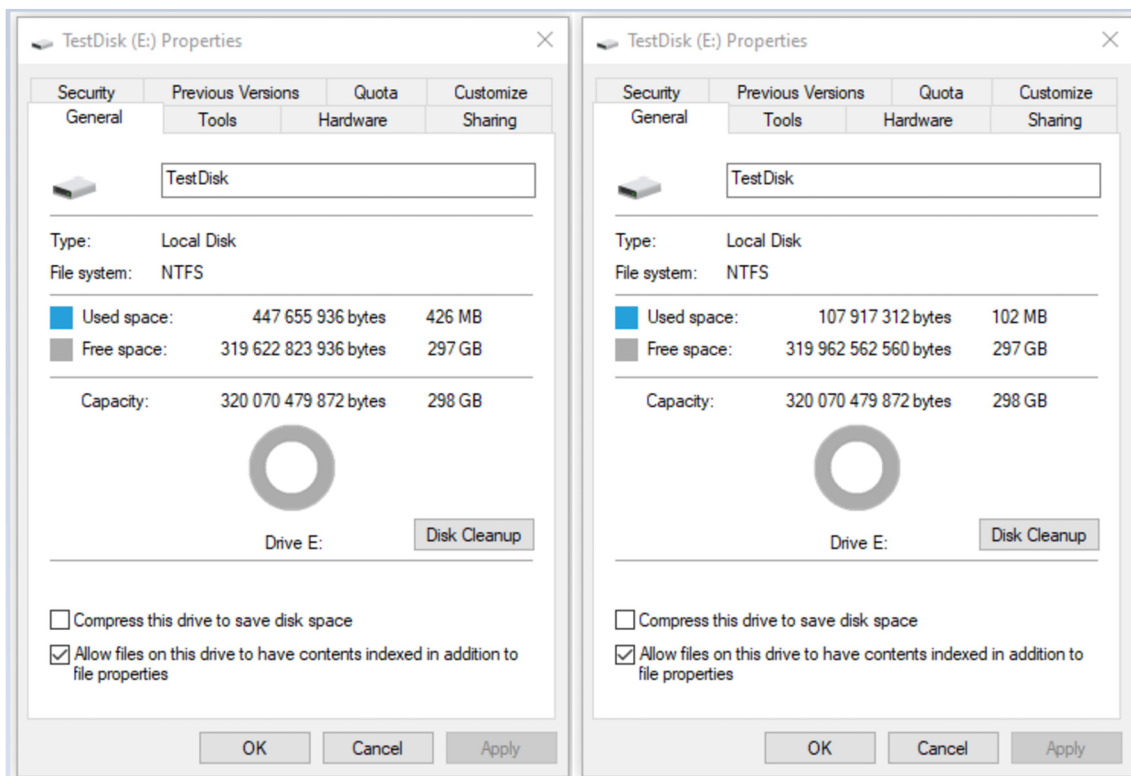 TestDisk (E:) Properties
Security Previous Versions Quota Customize
General Tools Hardware Sharing
TestDisk
Type: Local Disk
File system: NTFS
Used space: 447 655 936 bytes 426 MB
Free space: 319 622 823 936 bytes 297 GB
Capacity: 320 070 479 872 bytes 298 GB
Drive E:
Disk Cleanup
Compress this drive to save disk space
Allow files on this drive to have contents indexed in addition to
file properties
OK Cancel Apply
TestDisk (E:) Properties
Security Previous Versions Quota Customize
General Tools Hardware Sharing
TestDisk
Type: Local Disk
File system: NTFS
Used space: 107 917 312 bytes 102 MB
Free space: 319 962 562 560 bytes 297 GB
Capacity: 320 070 479 872 bytes 298 GB
Drive E:
Disk Cleanup
Compress this drive to save disk space
Allow files on this drive to have contents indexed in addition to
file properties
OK Cancel Apply